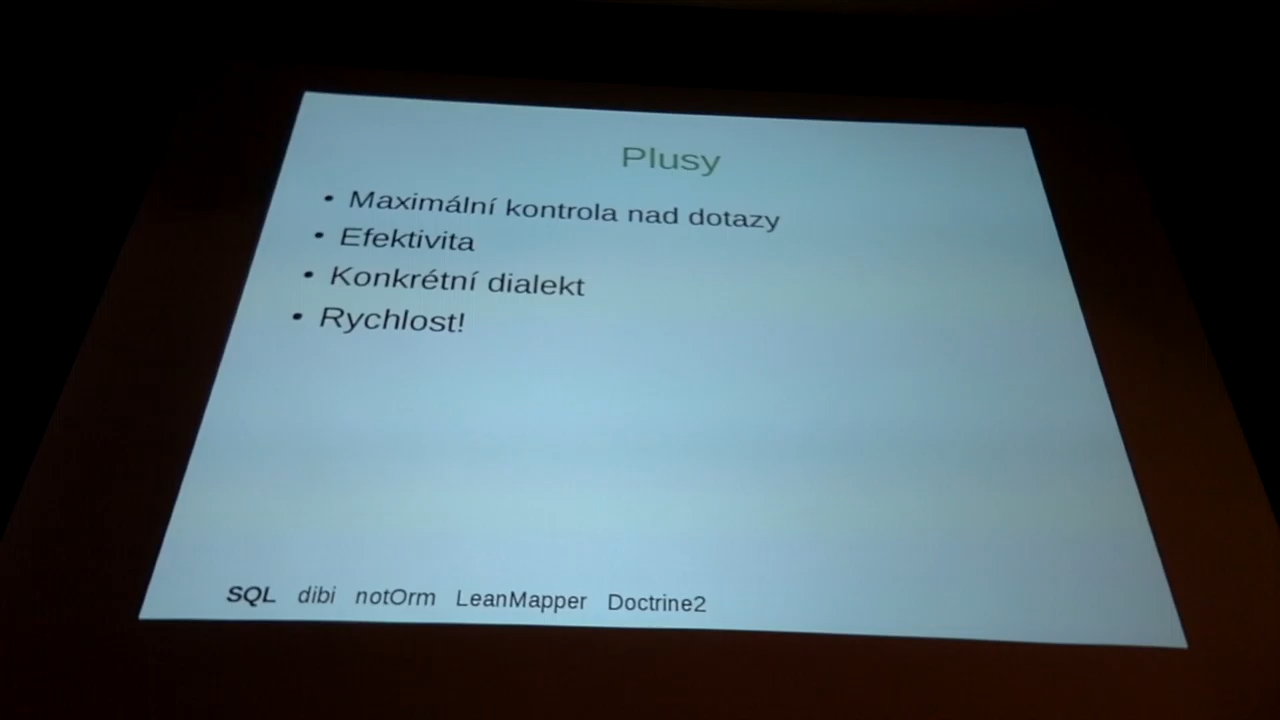 Plusy
• Maximální kontrola nad dotazy
• Efektivita
• Konkrétní dialekt
• Rychlost!
SQL dibi notOrm LeanMapper Doctrine2